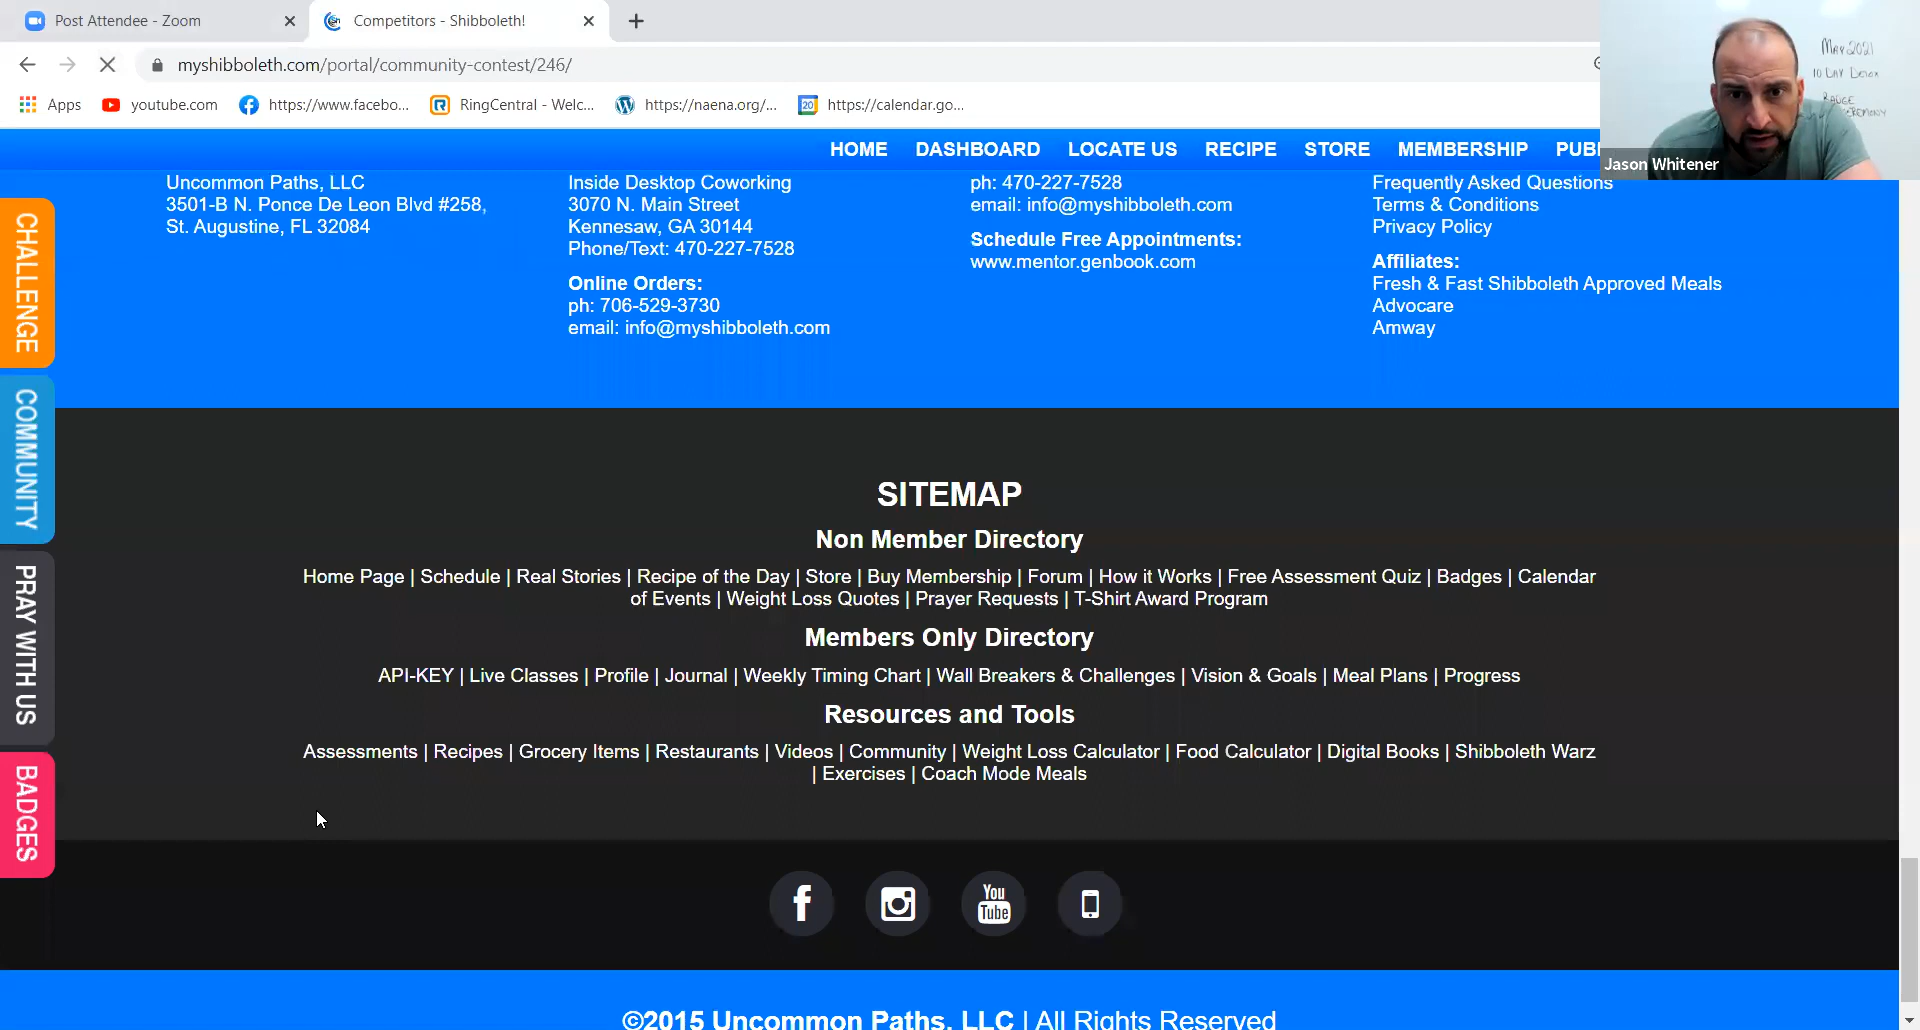 Post Attendee - Zoom
Competitors - Shibboleth!
myshibboleth.com/portal/community-contest/246/
Apps
youtube.com
https://www.facebo...
RingCentral - Welc...
https://naena.org/...
20
https://calendar.go...
HOME
DASHBOARD
LOCATE US
RECIPE
STORE
MEMBERSHIP
PUB
May 2021
10 Day Detox
Jason Whitener
CHALLENGE
COMMUNITY
PRAY WITH US
BADGES
Uncommon Paths, LLC
3501-B N. Ponce De Leon Blvd #258,
St. Augustine, FL 32084
Inside Desktop Coworking
3070 N. Main Street
Kennesaw, GA 30144
Phone/Text: 470-227-7528
Online Orders:
ph: 706-529-3730
email: info@myshibboleth.com
ph: 470-227-7528
email: info@myshibboleth.com
Schedule Free Appointments:
www.mentor.genbook.com
Frequently Asked Questions
Terms & Conditions
Privacy Policy
Affiliates:
Fresh & Fast Shibboleth Approved Meals
Advocare
Amway
SITEMAP
Non Member Directory
Home Page | Schedule | Real Stories | Recipe of the Day | Store | Buy Membership | Forum | How it Works | Free Assessment Quiz | Badges | Calendar
of Events | Weight Loss Quotes | Prayer Requests | T-Shirt Award Program
Members Only Directory
API-KEY | Live Classes | Profile | Journal | Weekly Timing Chart | Wall Breakers & Challenges | Vision & Goals | Meal Plans | Progress
Resources and Tools
Assessments | Recipes | Grocery Items | Restaurants | Videos | Community | Weight Loss Calculator | Food Calculator | Digital Books | Shibboleth Warz
| Exercises | Coach Mode Meals
You
Tube
©2015 Uncommon Paths, LLC | All Rights Reserved